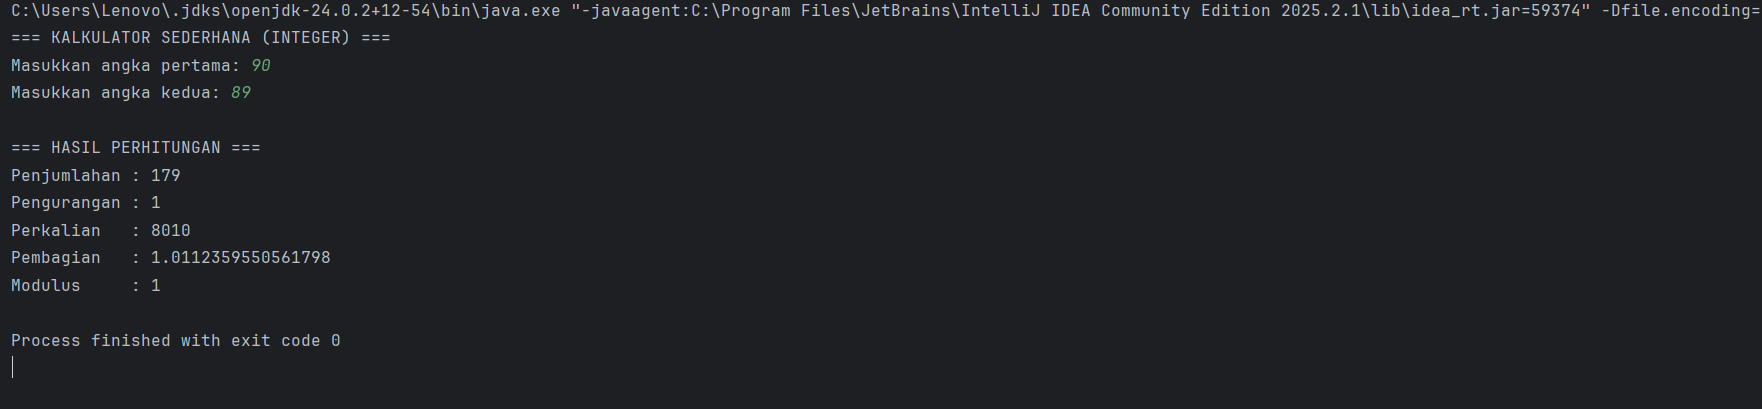 C:\Users\Lenovo\.jdks\openjdk-24.0.2+12-54\bin\java.exe "-javaagent:C:\Program Files\JetBrains\IntelliJ IDEA Community Edition 2025.2.1\lib\idea_rt.jar=59374" -Dfile.encoding=
=== KALKULATOR SEDERHANA (INTEGER) ===
Masukkan angka pertama: 90
Masukkan angka kedua: 89
=== HASIL PERHITUNGAN ===
Penjumlahan : 179
Pengurangan : 1
Perkalian   : 8010
Pembagian   : 1.0112359550561798
Modulus     : 1
Process finished with exit code 0